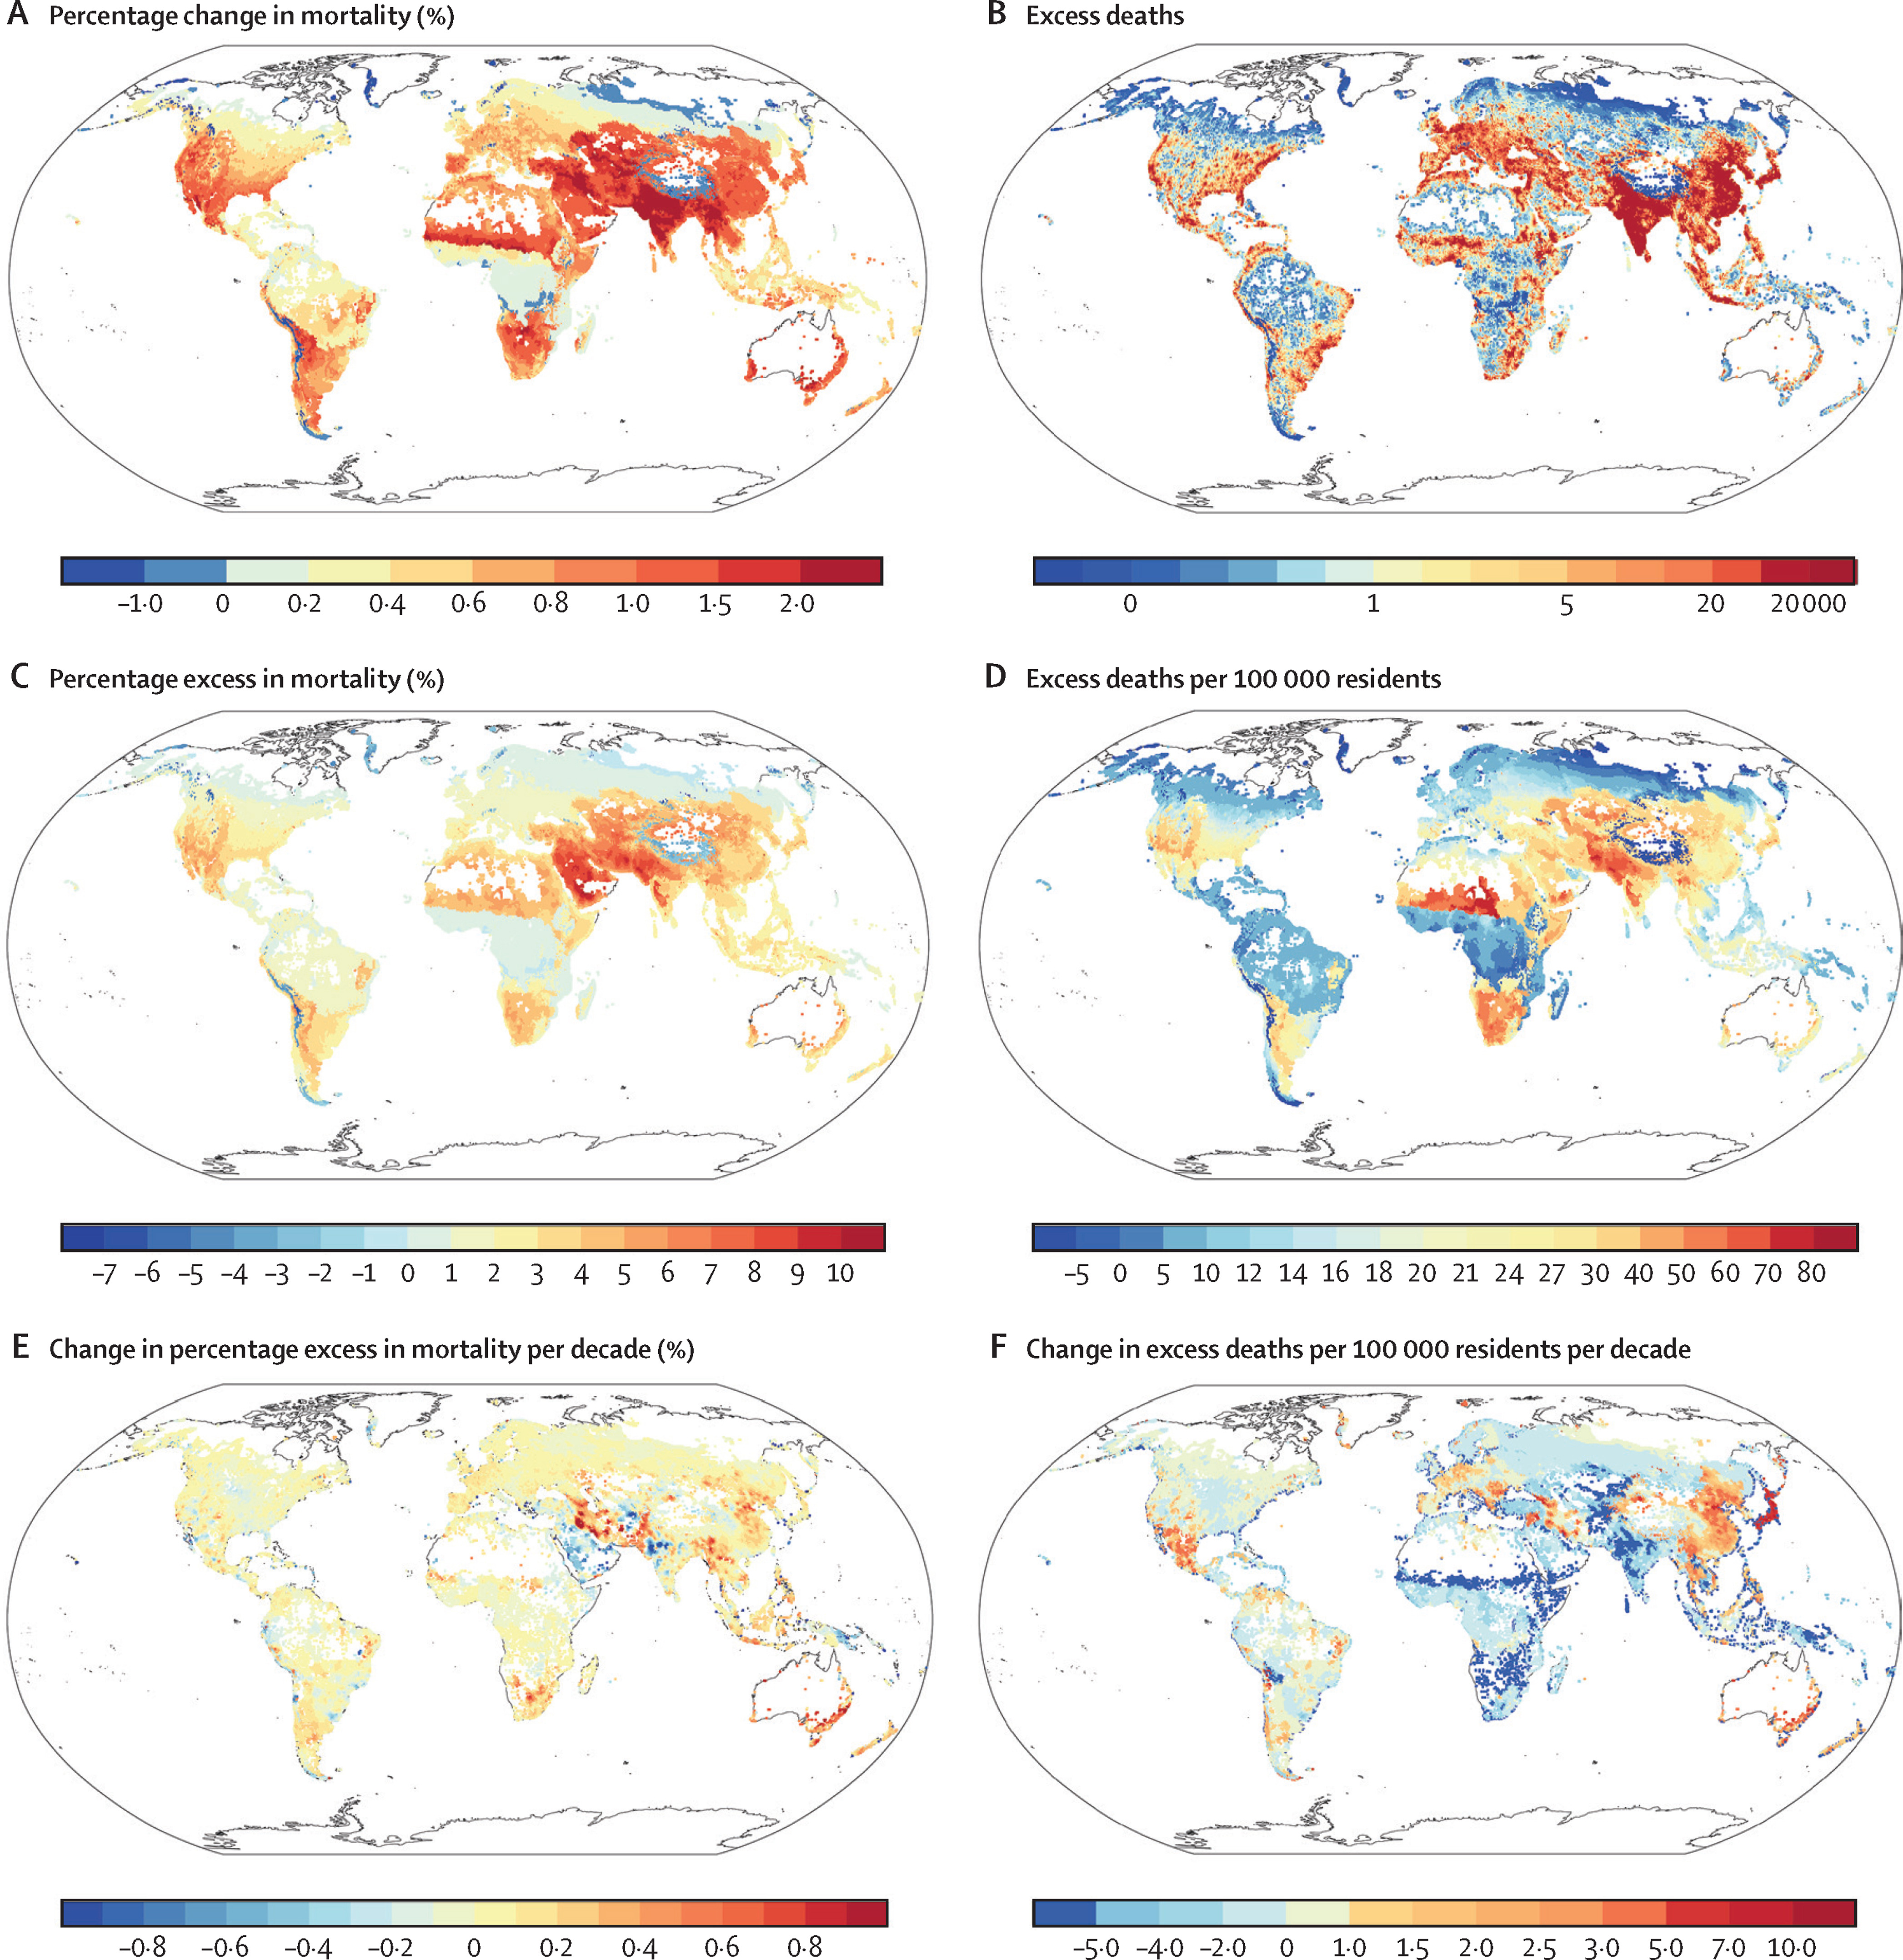 A Percentage change in mortality (%)
B Excess deaths
–1·0 0 0·2 0·4 0·6 0·8 1·0 1·5 2·0
0 1 5 20 20 000
C Percentage excess in mortality (%)
D Excess deaths per 100 000 residents
–7 –6 –5 –4 –3 –2 –1 0 1 2 3 4 5 6 7 8 9 10
–5 0 5 10 12 14 16 18 20 21 24 27 30 40 50 60 70 80
E Change in percentage excess in mortality per decade (%)
F Change in excess deaths per 100 000 residents per decade
–0·8 –0·6 –0·4 –0·2 0 0·2 0·4 0·6 0·8
–5·0 –4·0 –2·0 0 1·0 1·5 2·0 2·5 3·0 5·0 7·0 10·0